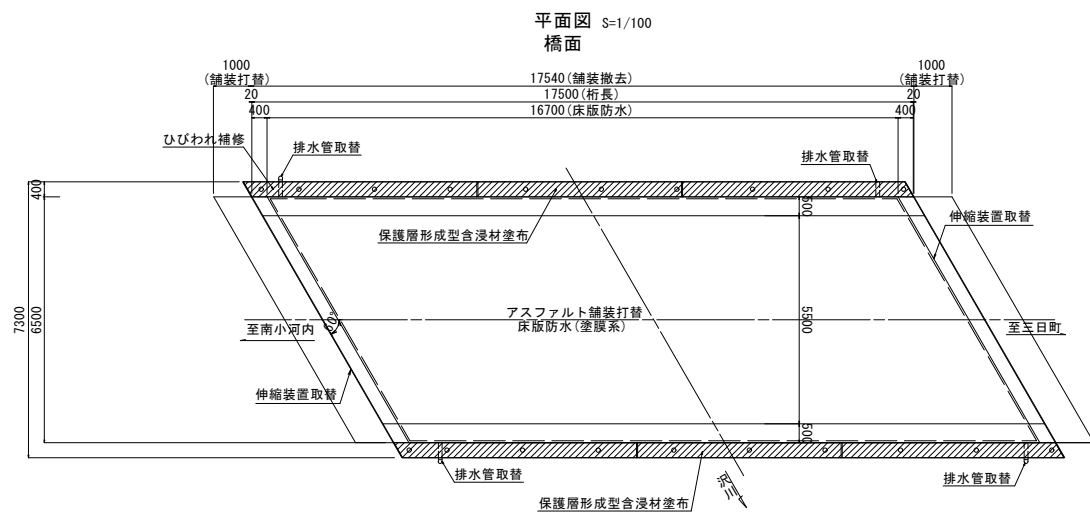 平面図 S=1/100
橋面
1000
(舗装打替)
17540(舗装撤去)
1000
(舗装打替)
20
17500(桁長)
20
400
16700(床版防水)
400
ひびわれ補修
排水管取替
排水管取替
400
500
保護層形成型含浸材塗布
伸縮装置取替
7300
6500
60°
至南小河内
アスファルト舗装打替
床版防水(塗膜系)
5500
至三日町
伸縮装置取替
500
排水管取替
沢川
保護層形成型含浸材塗布
排水管取替